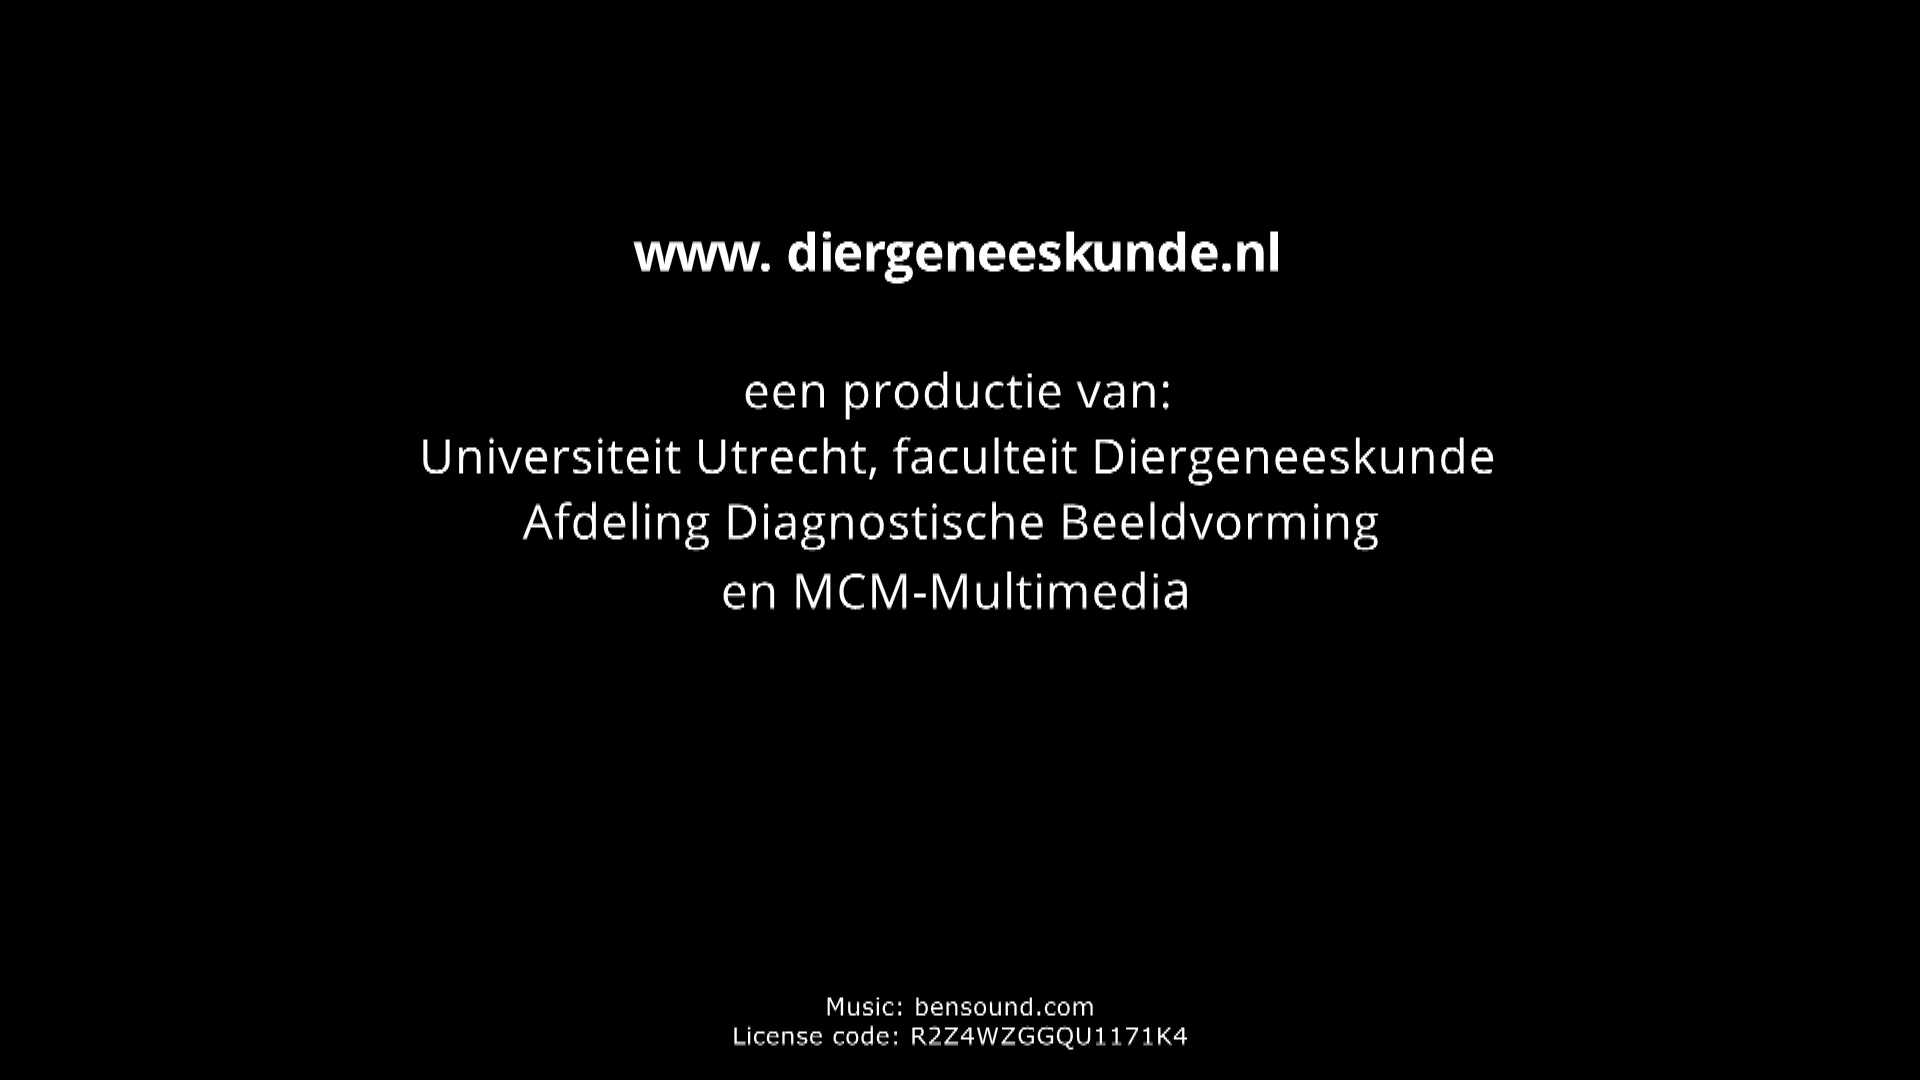 www. diergeneeskunde.nl
een productie van:
Universiteit Utrecht, faculteit Diergeneeskunde
Afdeling Diagnostische Beeldvorming
en MCM-Multimedia
Music: bensound.com
License code: R2Z4WZGGQU1171K4